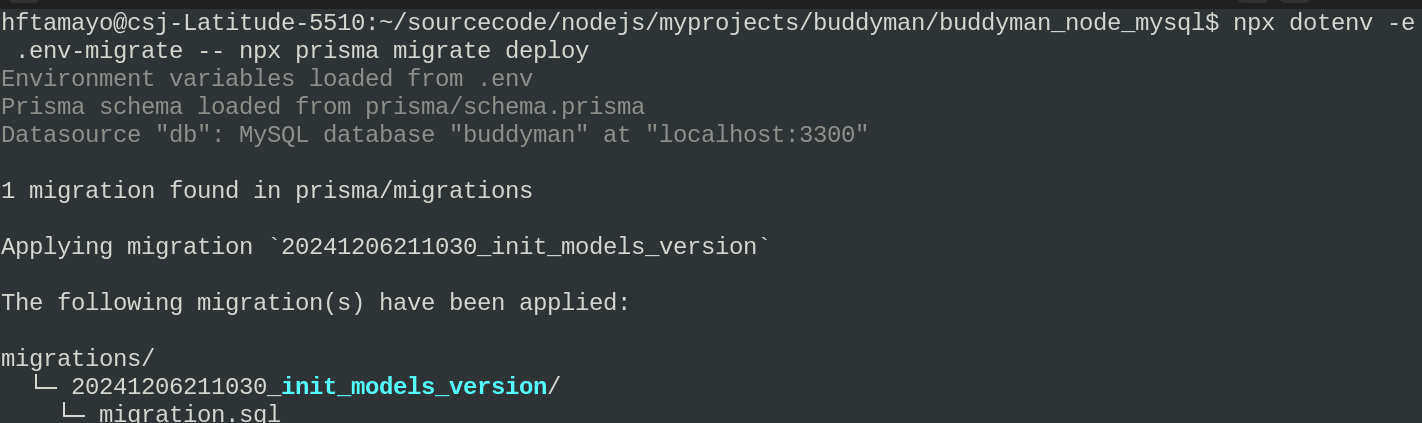 hftamayo@csj-Latitude-5510:~/sourcecode/nodejs/myprojects/buddyman/buddyman_node_mysql$ npx dotenv -e
 .env-migrate -- npx prisma migrate deploy
Environment variables loaded from .env
Prisma schema loaded from prisma/schema.prisma
Datasource "db": MySQL database "buddyman" at "localhost:3300"
1 migration found in prisma/migrations
Applying migration `20241206211030_init_models_version`
The following migration(s) have been applied:
migrations/
  └─ 20241206211030_init_models_version/
    └─ migration.sql